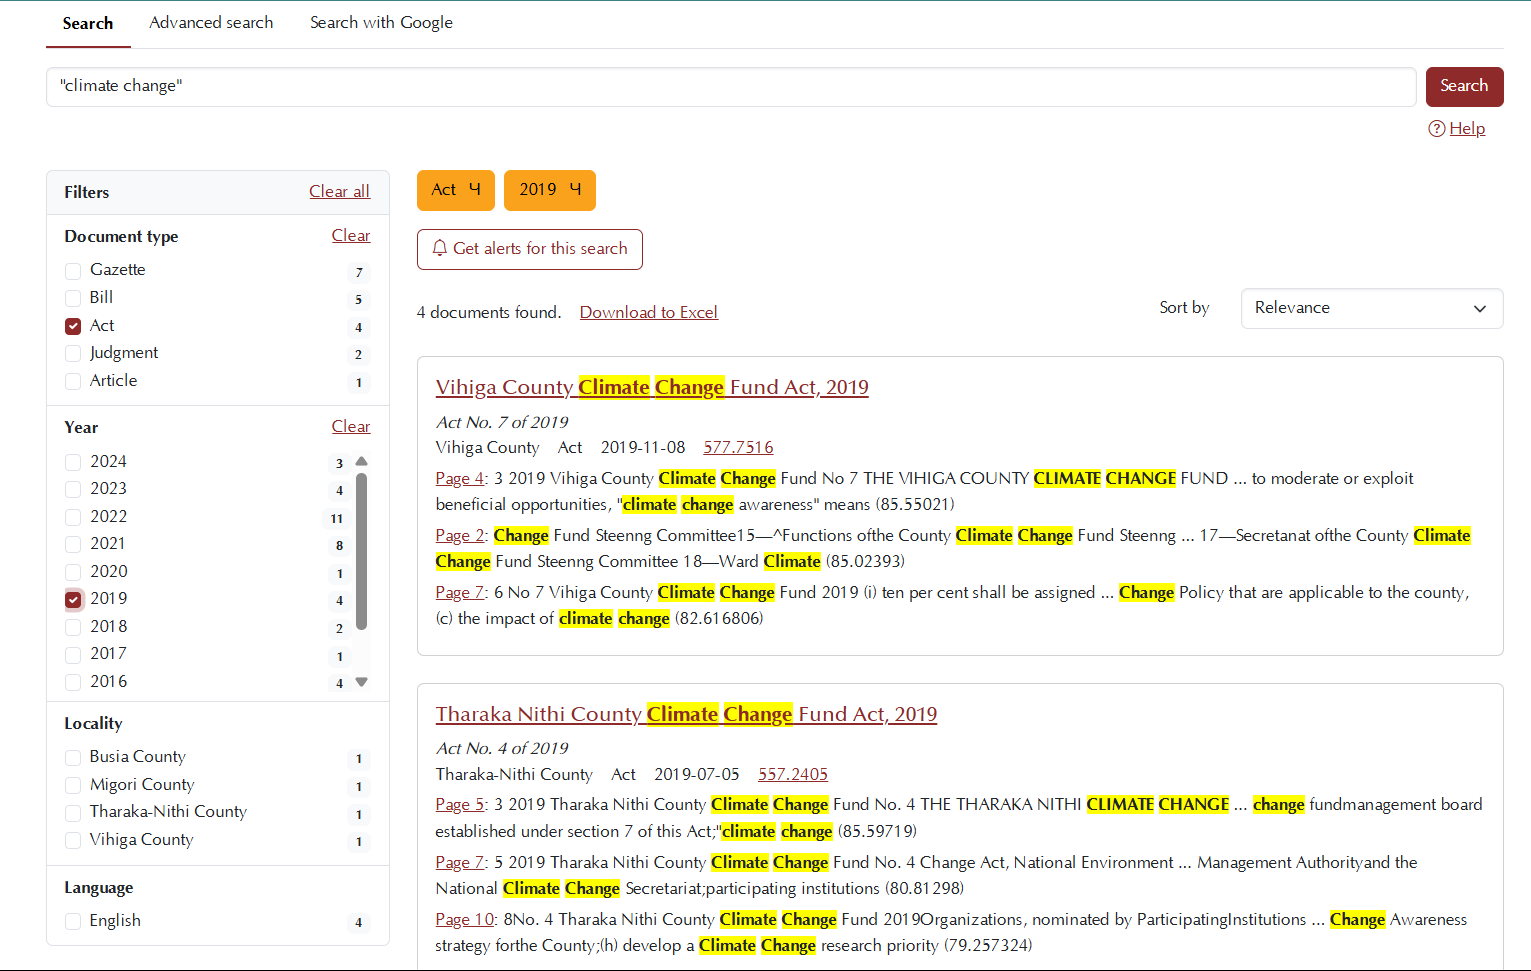 Search Advanced search Search with Google
"climate change"
Search
Help
Filters Clear all
Document type Clear
Gazette 7
Bill 5
Act 4
Judgment 2
Article 1
Year Clear
2024 3
2023 4
2022 11
2021 8
2020 1
2019 4
2018 2
2017 1
2016 4
Locality
Busia County 1
Migori County 1
Tharaka-Nithi County 1
Vihiga County 1
Language
English 4
Act 2019
Get alerts for this search
4 documents found. Download to Excel
Sort by Relevance
Vihiga County Climate Change Fund Act, 2019
Act No. 7 of 2019
Vihiga County Act 2019-11-08 577.7516
Page 4: 3 2019 Vihiga County Climate Change Fund No 7 THE VIHIGA COUNTY CLIMATE CHANGE FUND ... to moderate or exploit
beneficial opportunities, "climate change awareness" means (85.55021)
Page 2: Change Fund Steenng Committee15—^Functions ofthe County Climate Change Fund Steenng ... 17—Secretanat ofthe County Climate
Change Fund Steenng Committee 18—Ward Climate (85.02393)
Page 7: 6 No 7 Vihiga County Climate Change Fund 2019 (i) ten per cent shall be assigned ... Change Policy that are applicable to the county,
(c) the impact of climate change (82.616806)
Tharaka Nithi County Climate Change Fund Act, 2019
Act No. 4 of 2019
Tharaka-Nithi County Act 2019-07-05 557.2405
Page 5: 3 2019 Tharaka Nithi County Climate Change Fund No. 4 THE THARAKA NITHI CLIMATE CHANGE ... change fundmanagement board
established under section 7 of this Act;"climate change (85.59719)
Page 7: 5 2019 Tharaka Nithi County Climate Change Fund No. 4 Change Act, National Environment ... Management Authorityand the
National Climate Change Secretariat;participating institutions (80.81298)
Page 10: 8No. 4 Tharaka Nithi County Climate Change Fund 2019Organizations, nominated by ParticipatingInstitutions ... Change Awareness
strategy forthe County;(h) develop a Climate Change research priority (79.257324)